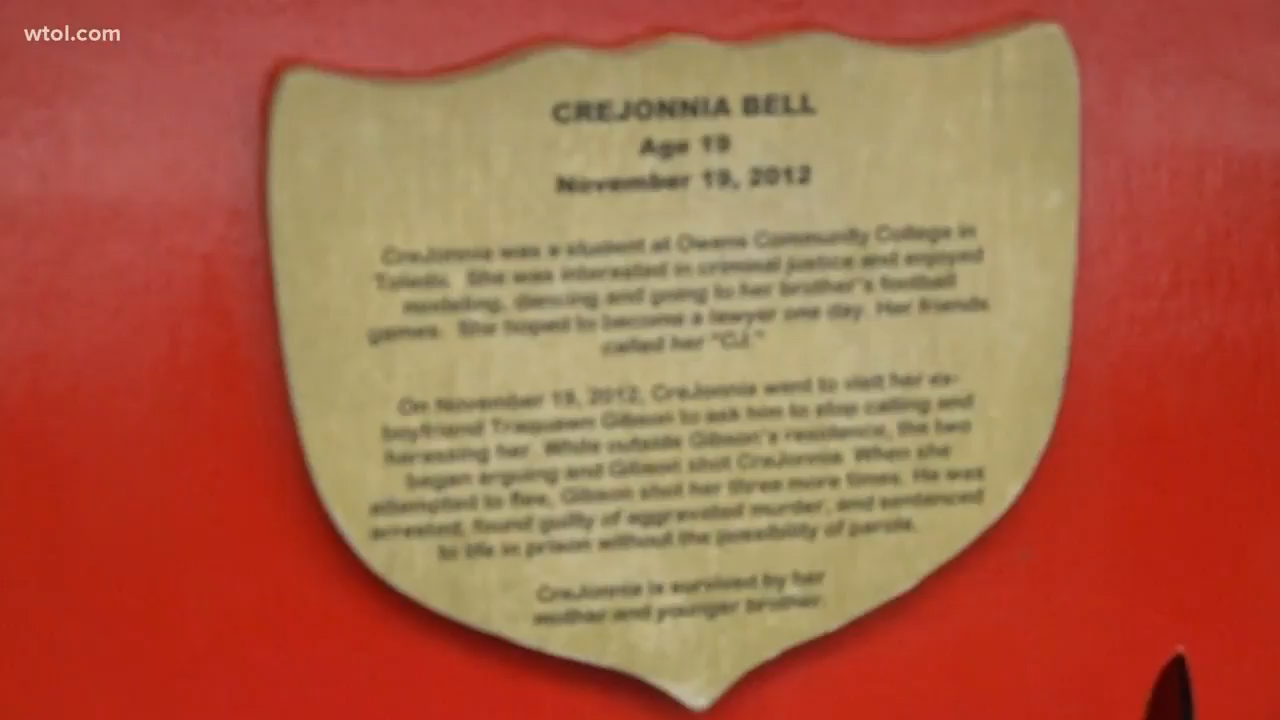 wtol.com
CREJONNIA BELL
Age 19
November 19, 2012
CreJonnia was a student at Owens Community College in
Toledo. She was interested in criminal justice and enjoyed
modeling, dancing and going to her brother's football
games. She hoped to become a lawyer one day. Her friends
called her "CJ."
On November 19, 2012, CreJonnia went to visit her ex-
boyfriend Traquawn Gibson to ask him to stop calling and
harassing her. While outside Gibson's residence, the two
began arguing and Gibson shot CreJonnia. When she
attempted to flee, Gibson shot her three more times. He was
arrested, found guilty of aggravated murder, and sentenced
to life in prison without the possibility of parole.
CreJonnia is survived by her
mother and younger brother.